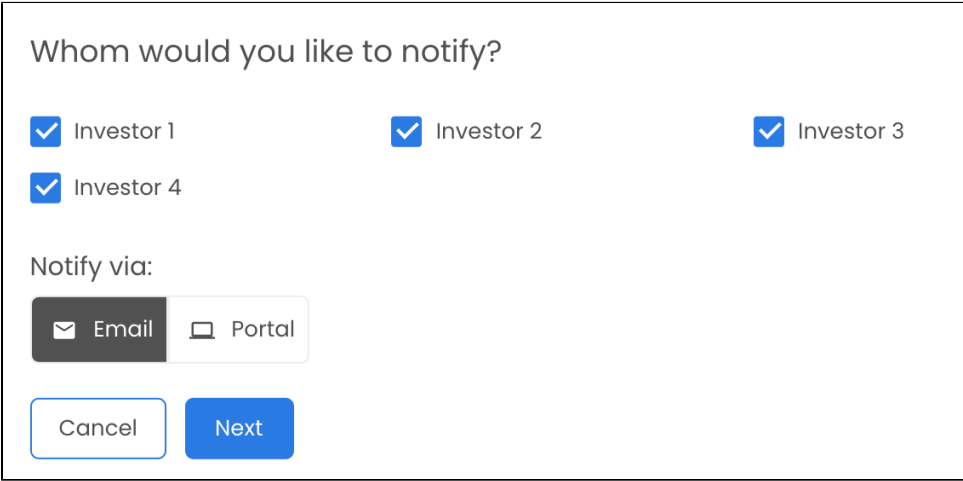 Whom would you like to notify?
Investor 1 Investor 2 Investor 3
Investor 4
Notify via:
Email Portal
Cancel Next